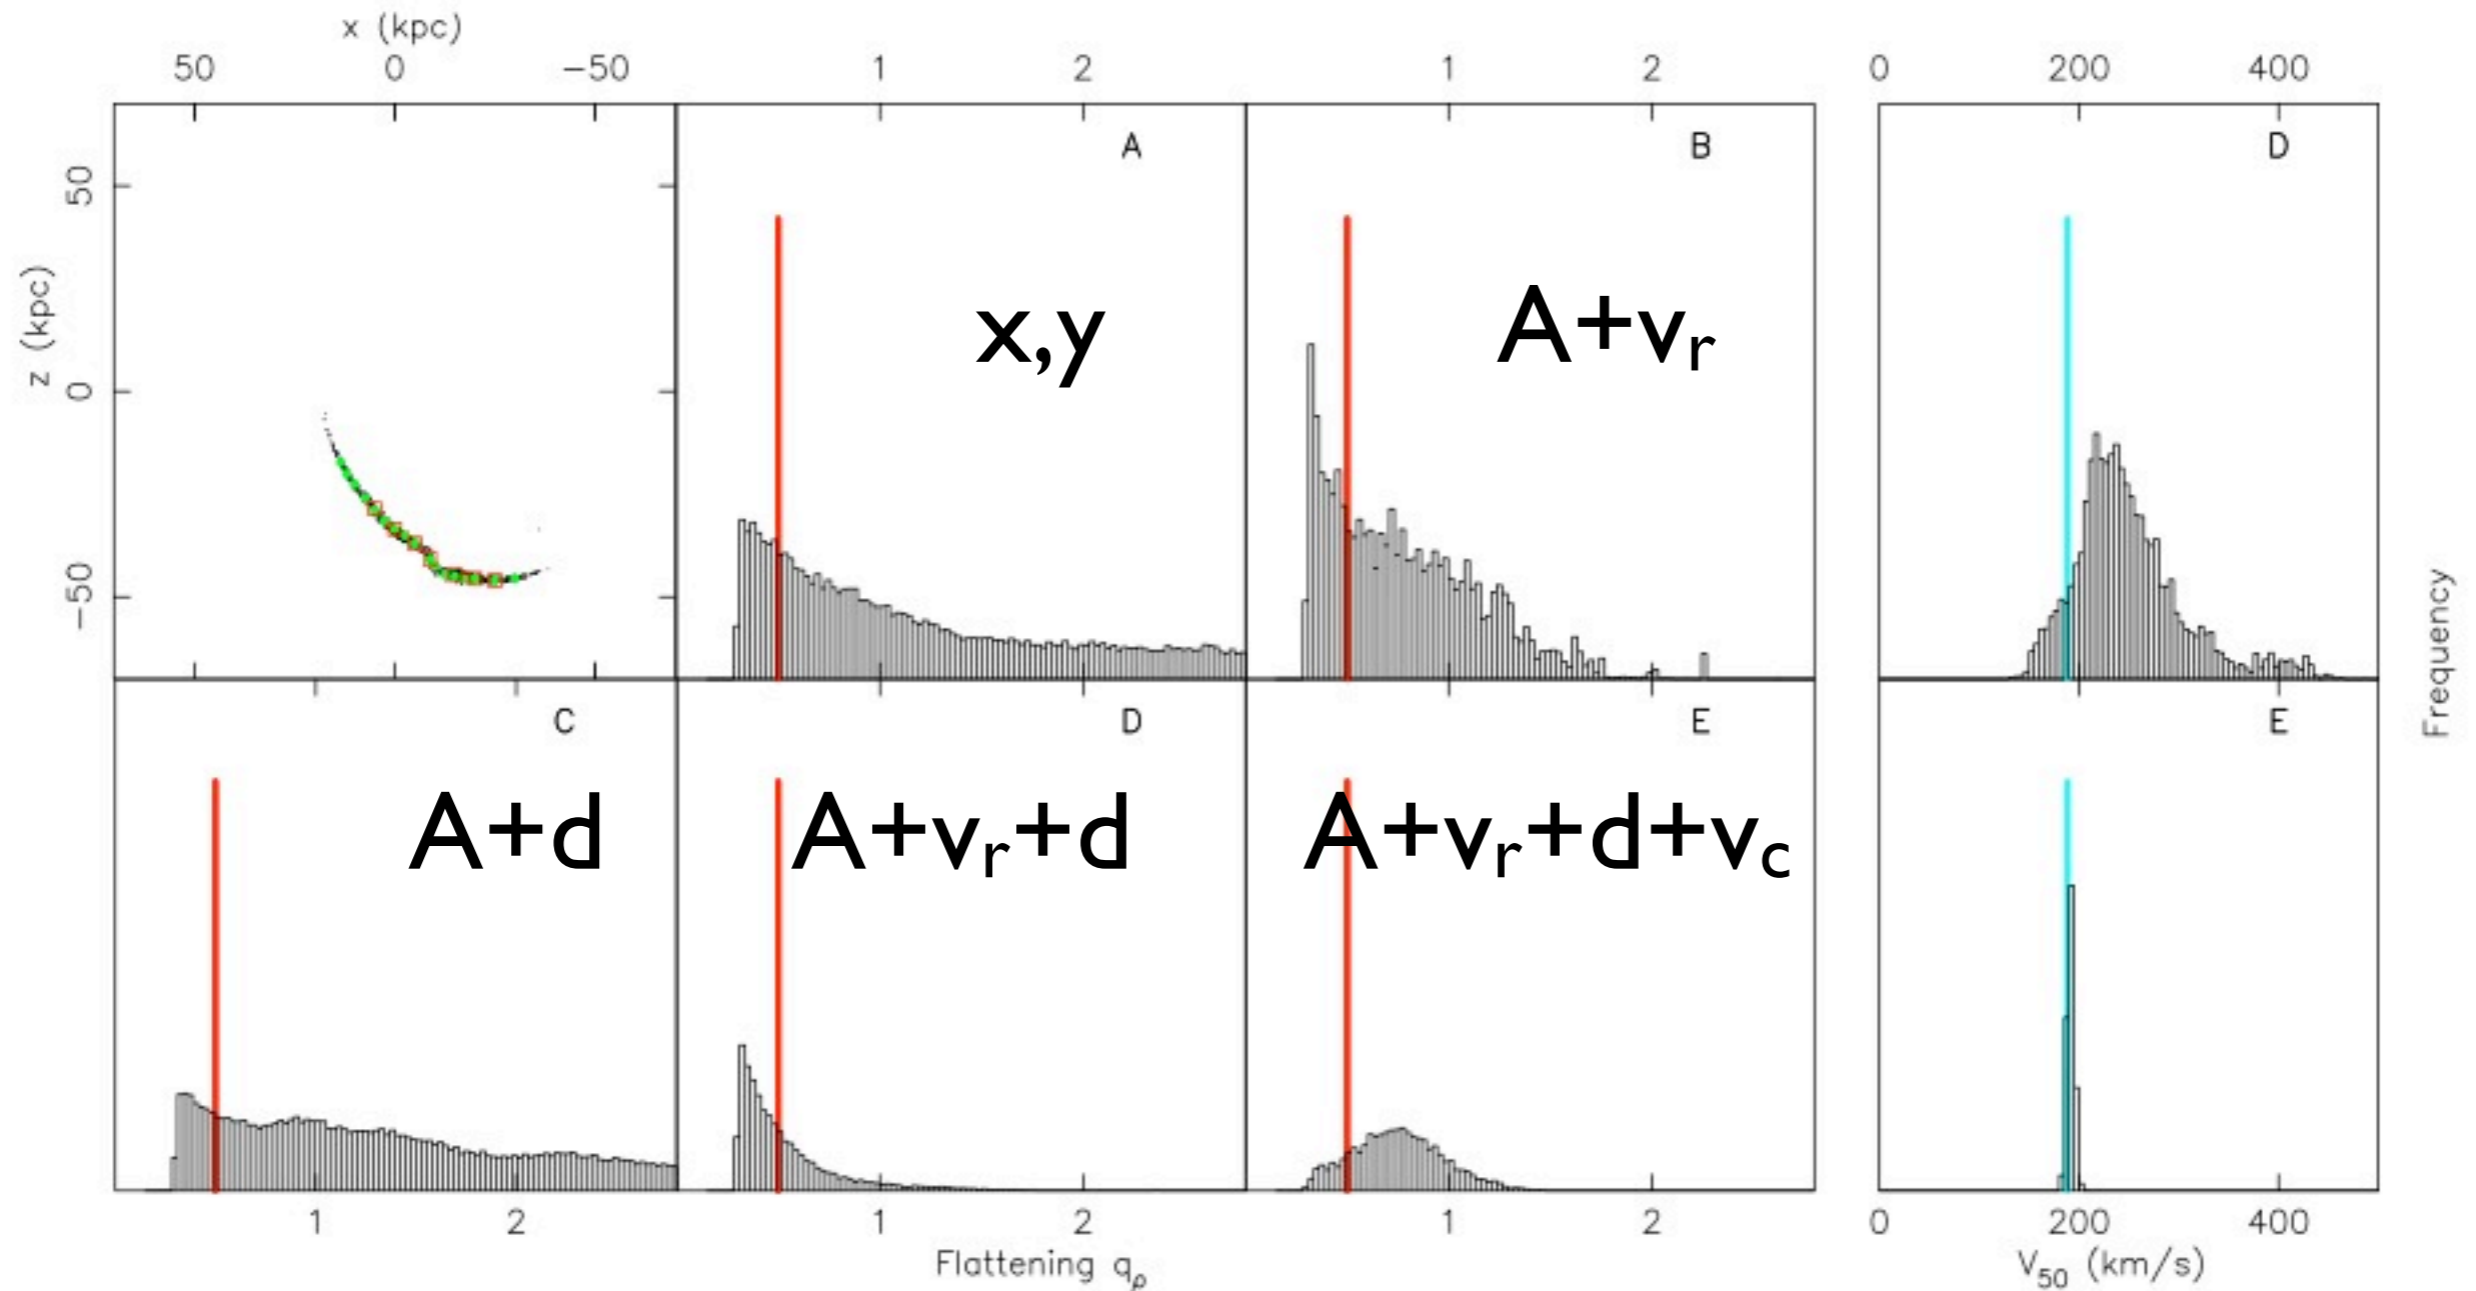 x (kpc)
50 0 −50 1 2 1 2 0 200 400
A B D
50
x,y A+vr
z (kpc)
0
−50
Frequency
C D E E
A+d A+vr+d A+vr+d+vc
1 2 1 2 1 2 0 200 400
Flattening qρ V50 (km/s)